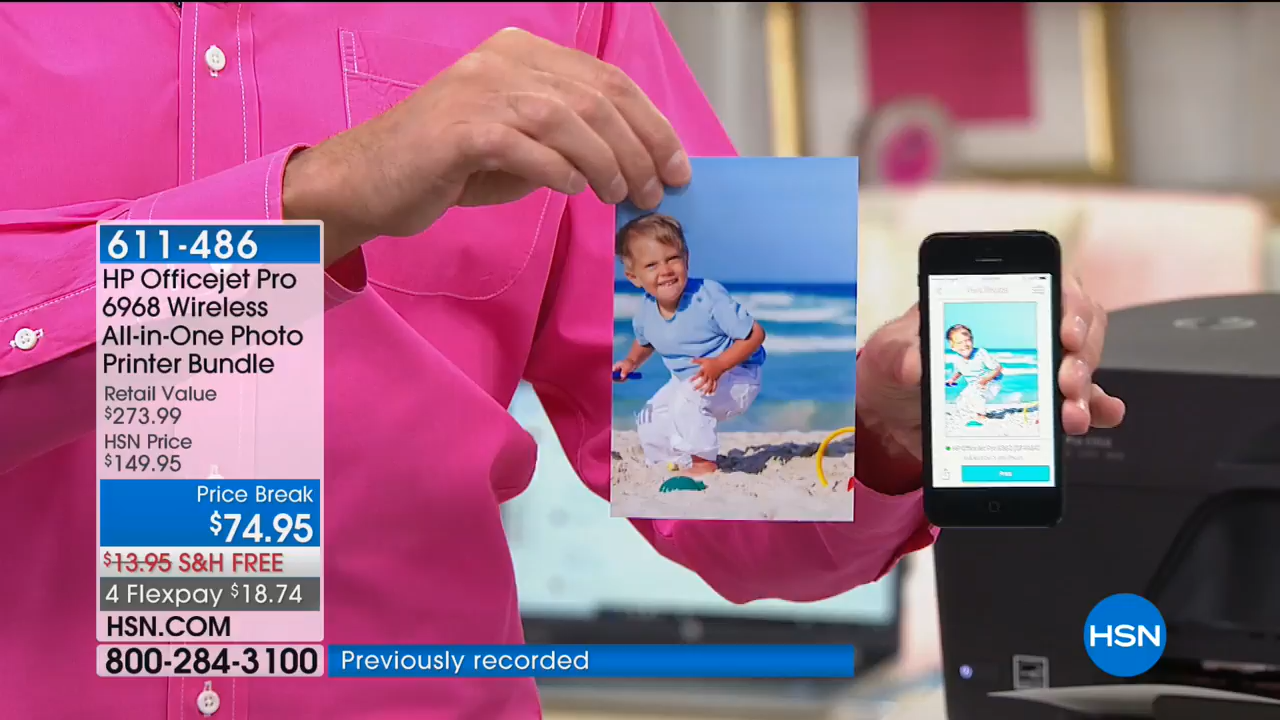 611-486
HP Officejet Pro
6968 Wireless
All-in-One Photo
Printer Bundle
Retail Value
$273.99
HSN Price
$149.95
Price Break
$74.95
$13.95 S&H FREE
4 Flexpay $18.74
HSN.COM
800-284-3100
Previously recorded
HSN